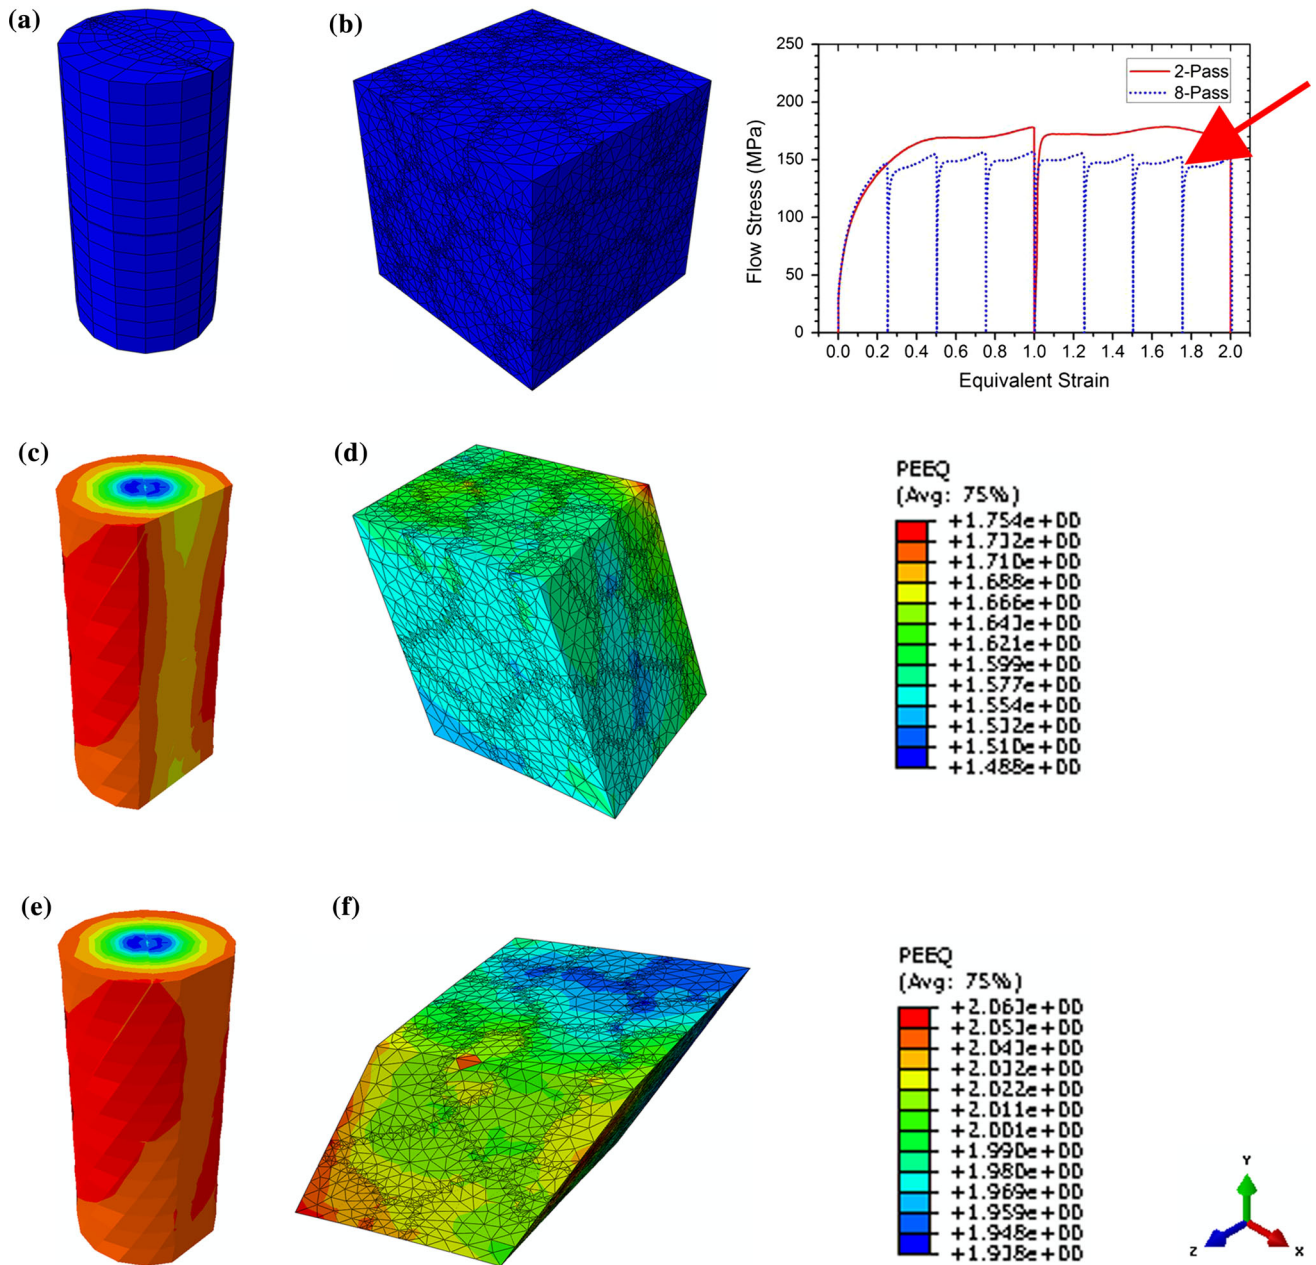 (a)
(b)
250
200
150
100
50
0
Flow Stress (MPa)
2-Pass
8-Pass
0.0 0.2 0.4 0.6 0.8 1.0 1.2 1.4 1.6 1.8 2.0
Equivalent Strain
(c)
(d)
PEEQ
(Avg: 75%)
+1.754e+00
+1.732e+00
+1.710e+00
+1.688e+00
+1.666e+00
+1.643e+00
+1.621e+00
+1.599e+00
+1.577e+00
+1.554e+00
+1.532e+00
+1.510e+00
+1.488e+00
(e)
(f)
PEEQ
(Avg: 75%)
+2.063e+00
+2.053e+00
+2.043e+00
+2.032e+00
+2.022e+00
+2.011e+00
+2.001e+00
+1.990e+00
+1.980e+00
+1.969e+00
+1.959e+00
+1.948e+00
+1.938e+00
Y
Z X